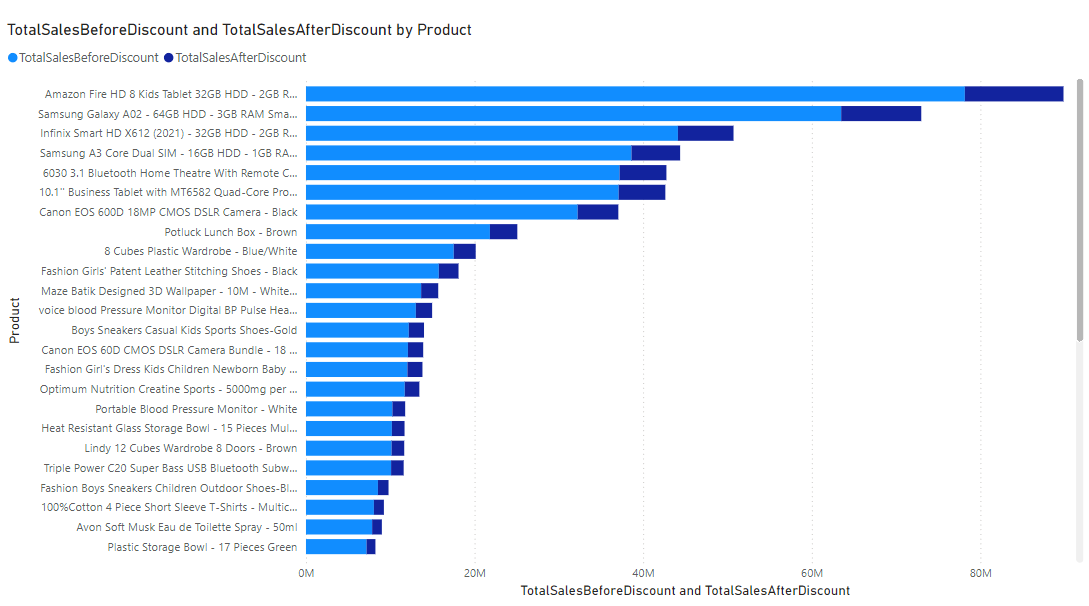 TotalSalesBeforeDiscount and TotalSalesAfterDiscount by Product
TotalSalesBeforeDiscount TotalSalesAfterDiscount
Product
Amazon Fire HD 8 Kids Tablet 32GB HDD - 2GB R...
Samsung Galaxy A02 - 64GB HDD - 3GB RAM Sma...
Infinix Smart HD X612 (2021) - 32GB HDD - 2GB R...
Samsung A3 Core Dual SIM - 16GB HDD - 1GB RA...
6030 3.1 Bluetooth Home Theatre With Remote C...
10.1" Business Tablet with MT6582 Quad-Core Pro...
Canon EOS 600D 18MP CMOS DSLR Camera - Black
Potluck Lunch Box - Brown
8 Cubes Plastic Wardrobe - Blue/White
Fashion Girls' Patent Leather Stitching Shoes - Black
Maze Batik Designed 3D Wallpaper - 10M - White...
voice blood Pressure Monitor Digital BP Pulse Hea...
Boys Sneakers Casual Kids Sports Shoes-Gold
Canon EOS 60D CMOS DSLR Camera Bundle - 18 ...
Fashion Girl's Dress Kids Children Newborn Baby ...
Optimum Nutrition Creatine Sports - 5000mg per ...
Portable Blood Pressure Monitor - White
Heat Resistant Glass Storage Bowl - 15 Pieces Mul...
Lindy 12 Cubes Wardrobe 8 Doors - Brown
Triple Power C20 Super Bass USB Bluetooth Subw...
Fashion Boys Sneakers Children Outdoor Shoes-Bl...
100%Cotton 4 Piece Short Sleeve T-Shirts - Multic...
Avon Soft Musk Eau de Toilette Spray - 50ml
Plastic Storage Bowl - 17 Pieces Green
0M 20M 40M 60M 80M
TotalSalesBeforeDiscount and TotalSalesAfterDiscount